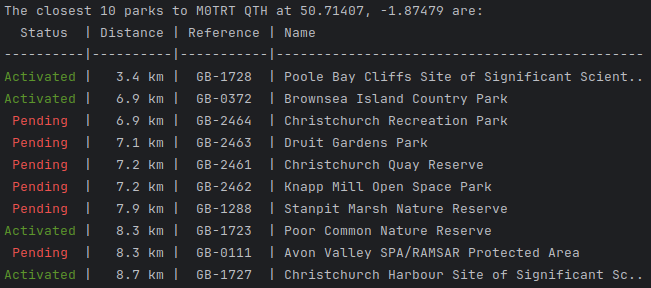 The closest 10 parks to M0TRT QTH at 50.71407, -1.87479 are:
  Status  | Distance | Reference | Name
----------|----------|-----------|----------------------------------------------
Activated |   3.4 km |  GB-1728  | Poole Bay Cliffs Site of Significant Scient..
Activated |   6.9 km |  GB-0372  | Brownsea Island Country Park
 Pending  |   6.9 km |  GB-2464  | Christchurch Recreation Park
 Pending  |   7.1 km |  GB-2463  | Druit Gardens Park
 Pending  |   7.2 km |  GB-2461  | Christchurch Quay Reserve
 Pending  |   7.2 km |  GB-2462  | Knapp Mill Open Space Park
 Pending  |   7.9 km |  GB-1288  | Stanpit Marsh Nature Reserve
Activated |   8.3 km |  GB-1723  | Poor Common Nature Reserve
 Pending  |   8.3 km |  GB-0111  | Avon Valley SPA/RAMSAR Protected Area
Activated |   8.7 km |  GB-1727  | Christchurch Harbour Site of Significant Sc..